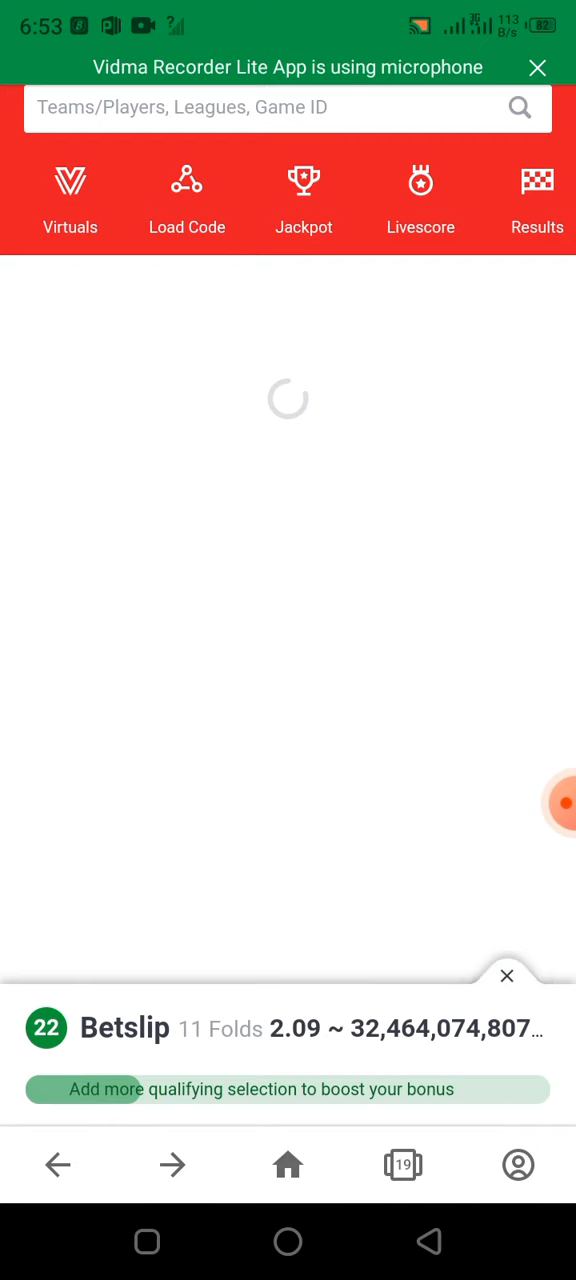 6:53
113
B/s
82
Vidma Recorder Lite App is using microphone
Teams/Players, Leagues, Game ID
Virtuals
Load Code
Jackpot
Livescore
Results
22 Betslip 11 Folds 2.09 ~ 32,464,074,807...
Add more qualifying selection to boost your bonus
19